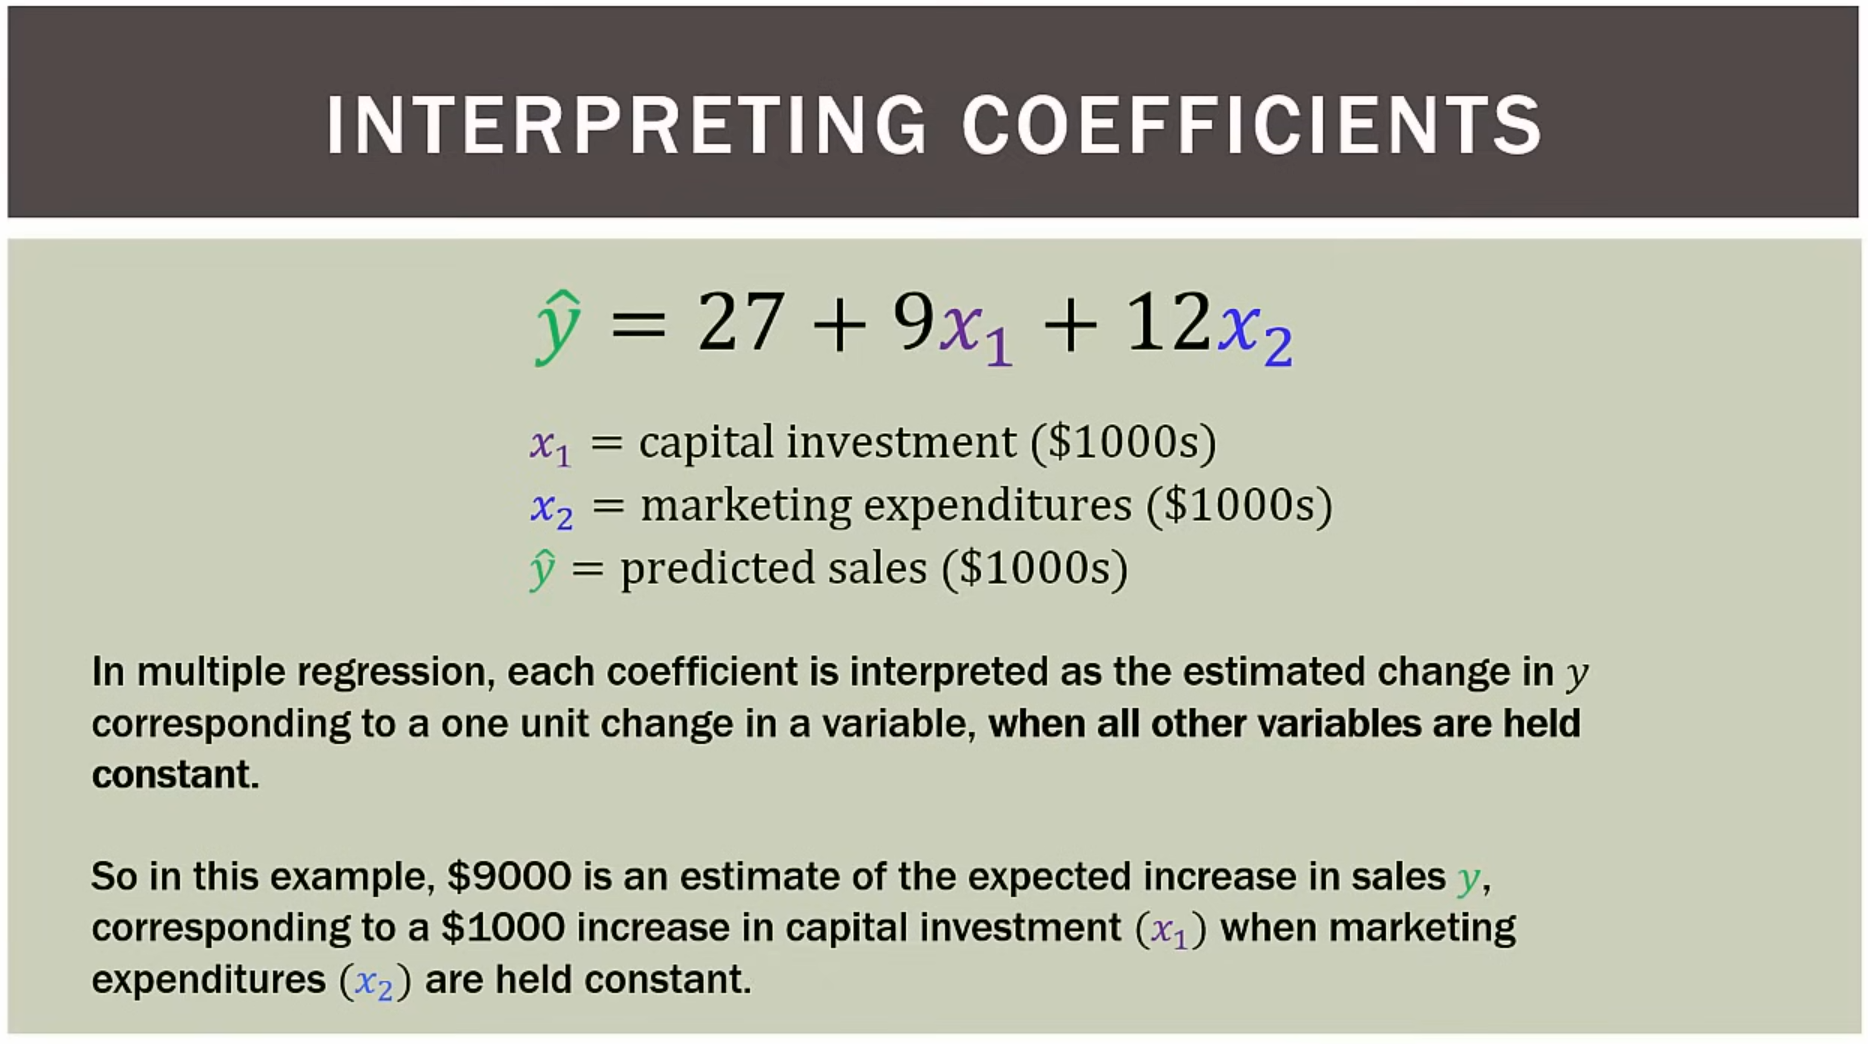 INTERPRETING COEFFICIENTS
ŷ = 27 + 9x₁ + 12x₂
x₁ = capital investment ($1000s)
x₂ = marketing expenditures ($1000s)
ŷ = predicted sales ($1000s)
In multiple regression, each coefficient is interpreted as the estimated change in y
corresponding to a one unit change in a variable, when all other variables are held
constant.
So in this example, $9000 is an estimate of the expected increase in sales y,
corresponding to a $1000 increase in capital investment (x₁) when marketing
expenditures (x₂) are held constant.